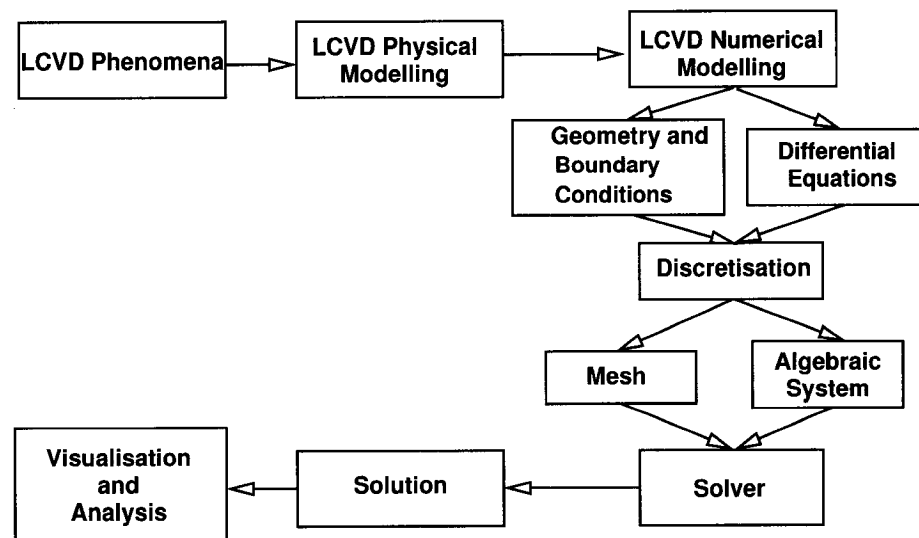 LCVD Phenomena
LCVD Physical
Modelling
LCVD Numerical
Modelling
Geometry and
Boundary
Conditions
Differential
Equations
Discretisation
Mesh
Algebraic
System
Solver
Solution
Visualisation
and
Analysis